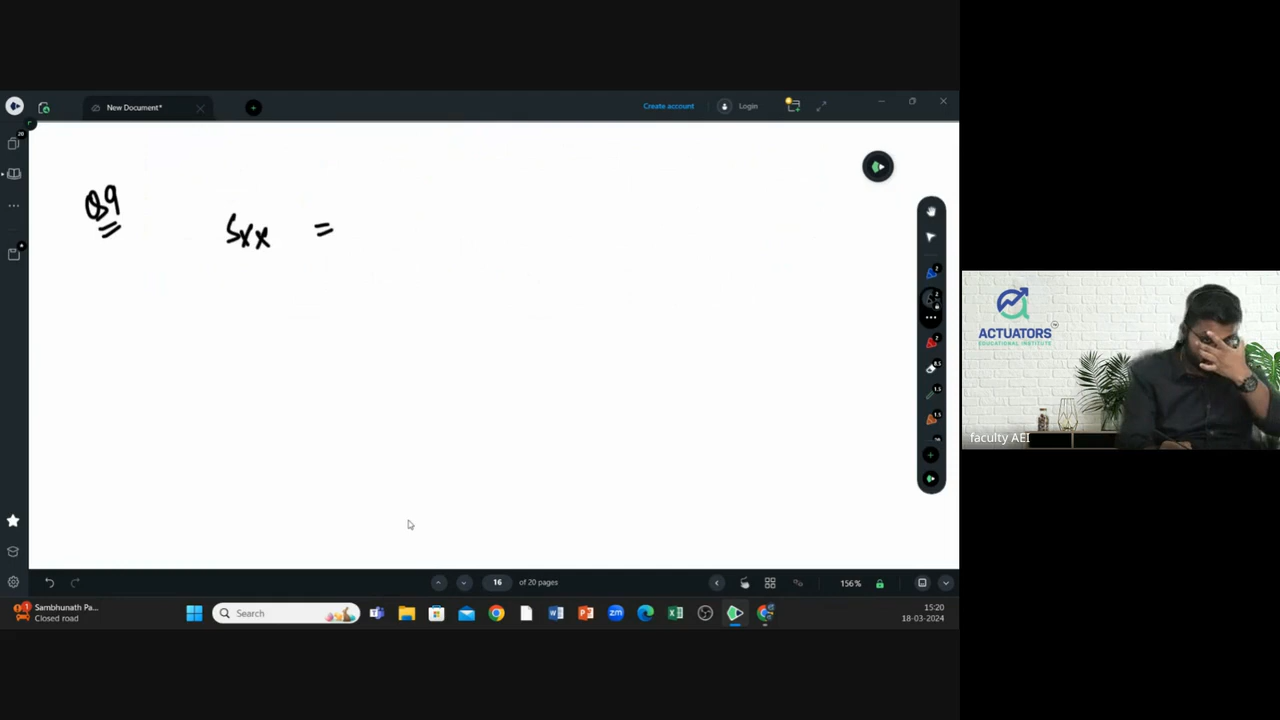 New Document*
Create account
Login
20
Q9
Sxx =
ACTUATORS
EDUCATIONAL INSTITUTE
faculty AEI
16 of 20 pages
156%
Sambhunath Pa...
Closed road
Search
15:20
18-03-2024